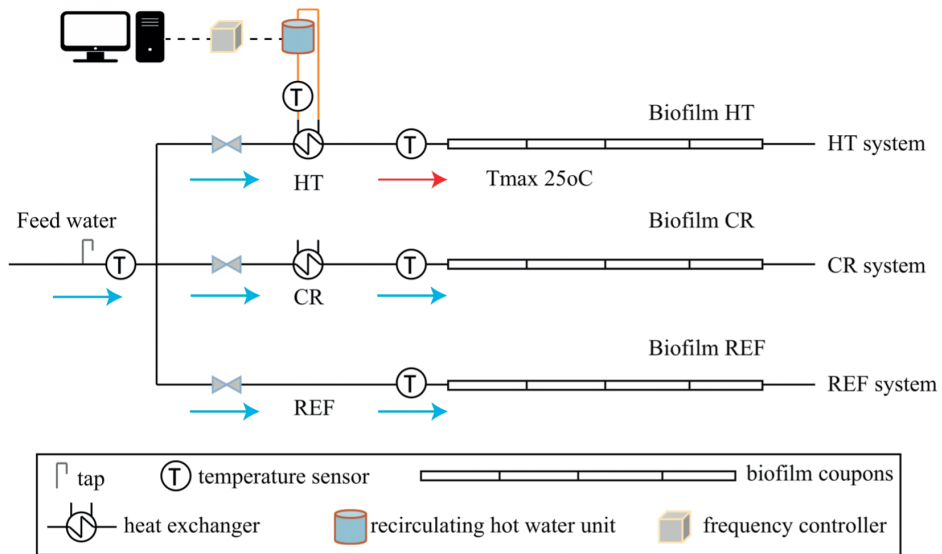 T
Biofilm HT
T
HT system
HT
Tmax 25oC
Feed water
Biofilm CR
T
T
CR system
CR
Biofilm REF
T
REF system
REF
tap
T temperature sensor
biofilm coupons
heat exchanger
recirculating hot water unit
frequency controller